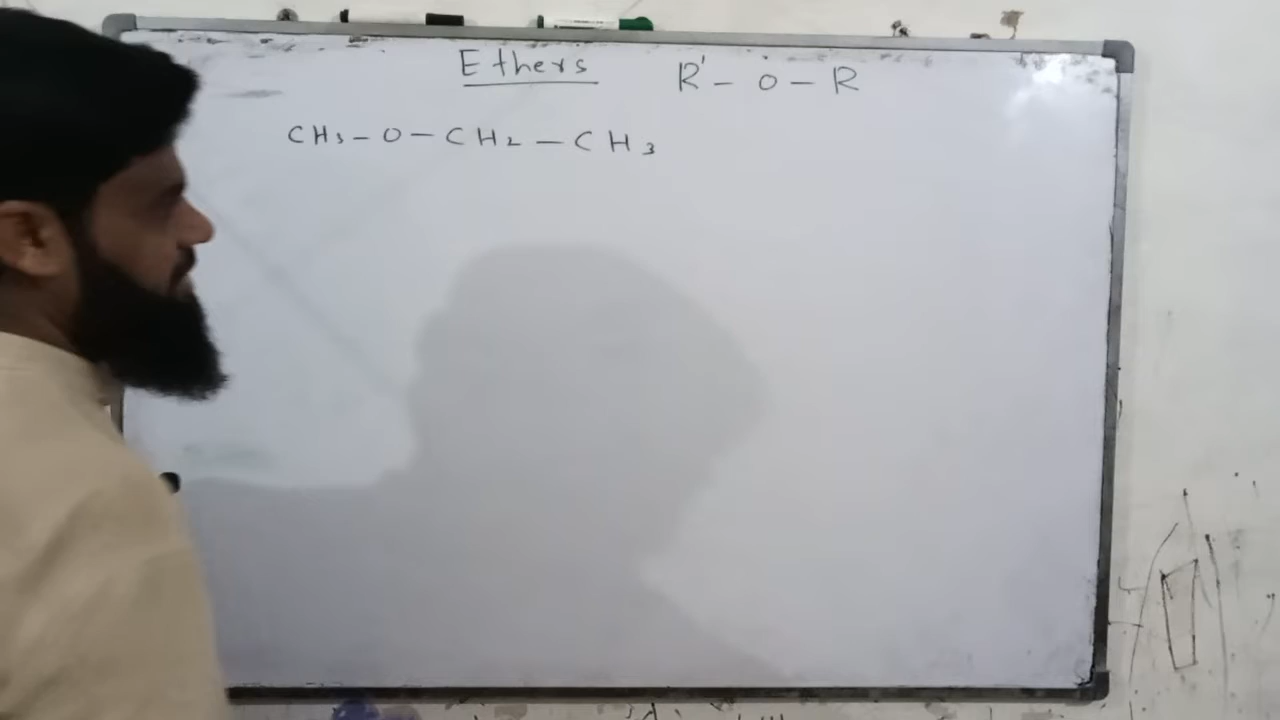 Ethers R' - O - R
CH₃ - O - CH₂ - CH₃